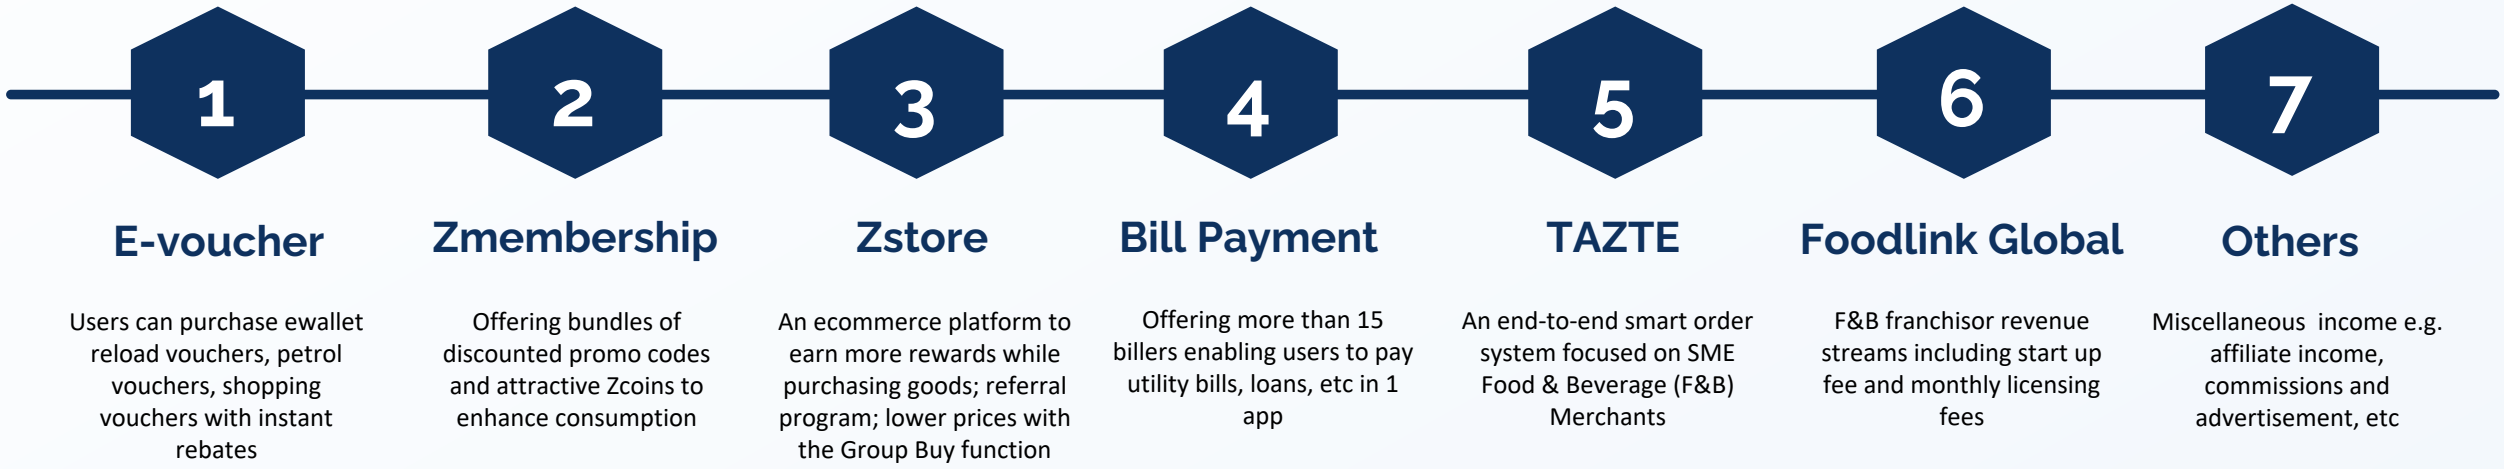 1
E-voucher
Users can purchase ewallet
reload vouchers, petrol
vouchers, shopping
vouchers with instant
rebates
2
Zmembership
Offering bundles of
discounted promo codes
and attractive Zcoins to
enhance consumption
3
Zstore
An ecommerce platform to
earn more rewards while
purchasing goods; referral
program; lower prices with
the Group Buy function
4
Bill Payment
Offering more than 15
billers enabling users to pay
utility bills, loans, etc in 1
app
5
TAZTE
An end-to-end smart order
system focused on SME
Food & Beverage (F&B)
Merchants
6
Foodlink Global
F&B franchisor revenue
streams including start up
fee and monthly licensing
fees
7
Others
Miscellaneous income e.g.
affiliate income,
commissions and
advertisement, etc